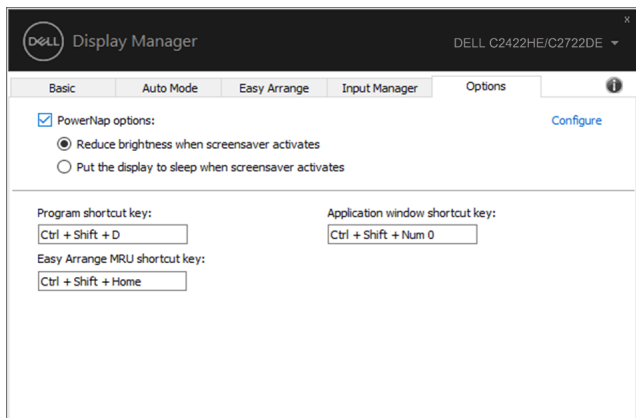 DELL Display Manager
x
DELL C2422HE/C2722DE
Basic Auto Mode Easy Arrange Input Manager Options i
PowerNap options: Configure
Reduce brightness when screensaver activates
Put the display to sleep when screensaver activates
Program shortcut key: Application window shortcut key:
Ctrl + Shift + D Ctrl + Shift + Num 0
Easy Arrange MRU shortcut key:
Ctrl + Shift + Home